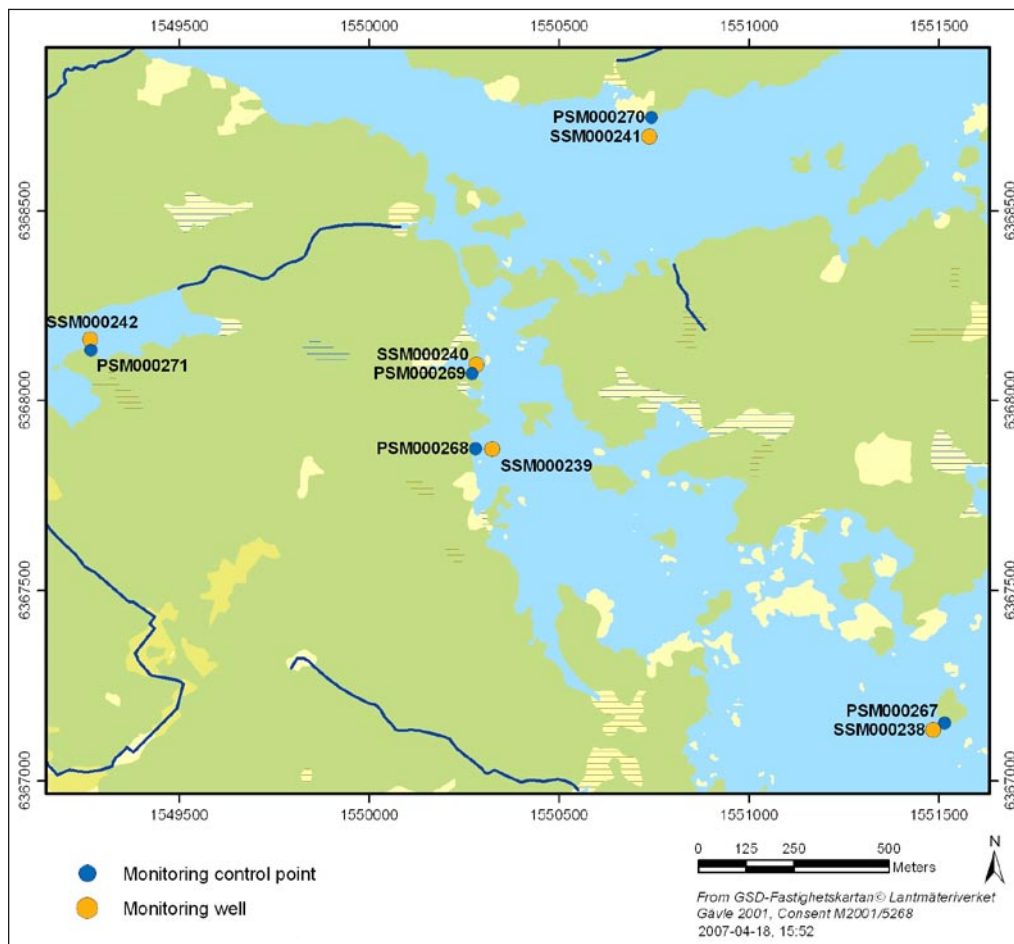 1549500 1550000 1550500 1551000 1551500
PSM000270
SSM000241
6368500 6368500
SSM000242
PSM000271
SSM000240
PSM000269
6368000 6368000
PSM000268
SSM000239
6367500 6367500
PSM000267
SSM000238
6367000 6367000
1549500 1550000 1550500 1551000 1551500
Monitoring control point
Monitoring well
0 125 250 500
Meters
N
From GSD-Fastighetskartan © Lantmäteriverket
Gävle 2001, Consent M2001/5268
2007-04-18, 15:52